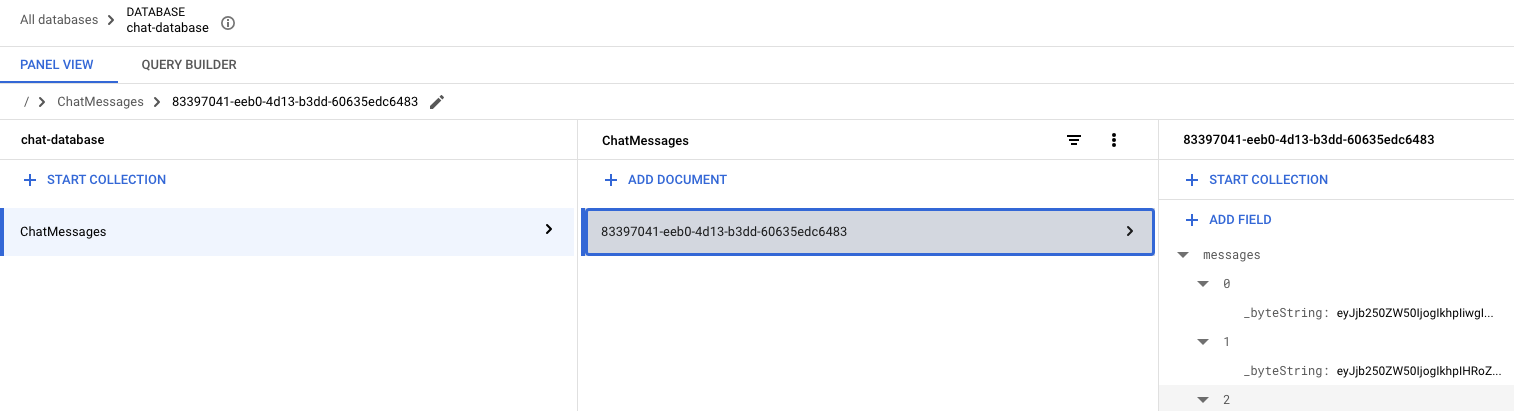 All databases
DATABASE
chat-database
PANEL VIEW
QUERY BUILDER
/ ChatMessages 83397041-eeb0-4d13-b3dd-60635edc6483
chat-database
START COLLECTION
ChatMessages
ChatMessages
ADD DOCUMENT
83397041-eeb0-4d13-b3dd-60635edc6483
83397041-eeb0-4d13-b3dd-60635edc6483
START COLLECTION
ADD FIELD
messages
0
_byteString: eyJjb250ZW50IjogIkhpIiwgI...
1
_byteString: eyJjb250ZW50IjogIkhpIHRoZ...
2